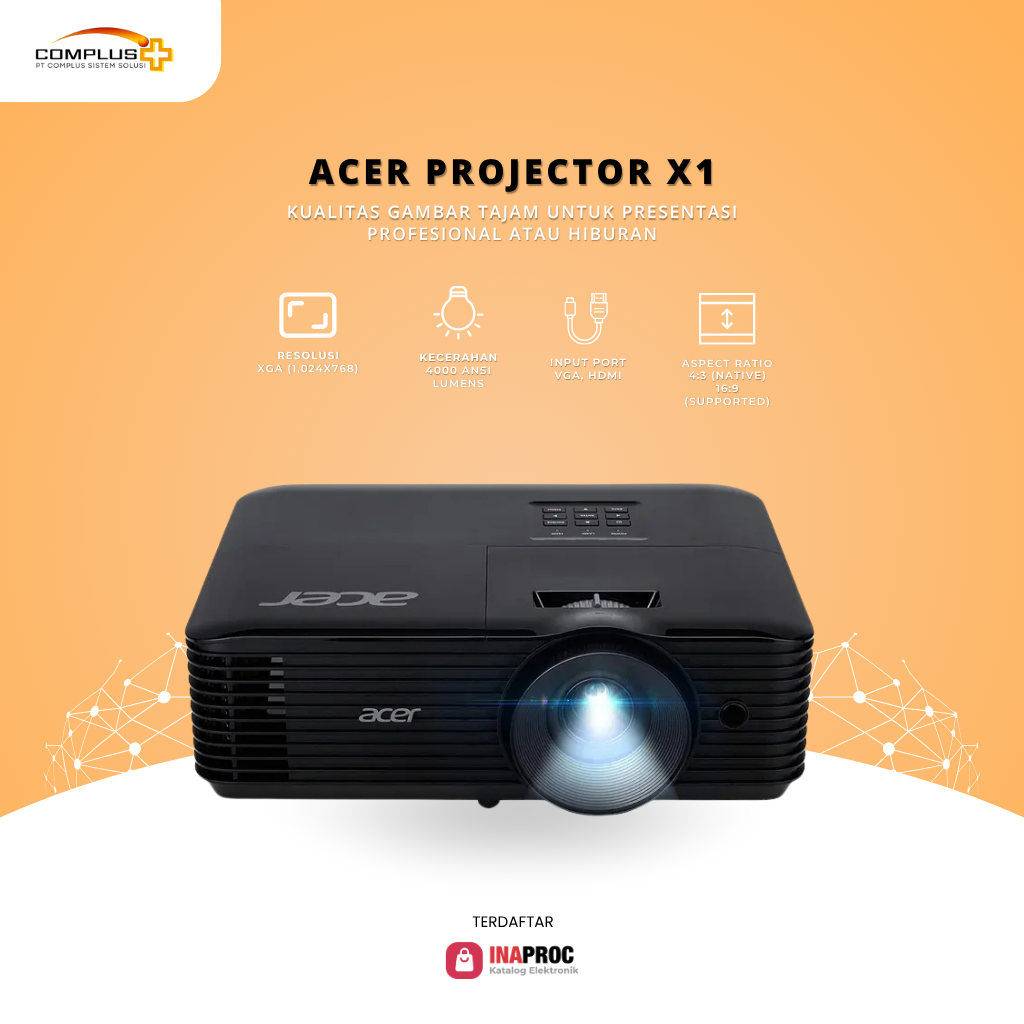 COMPLUS
PT COMPLUS SISTEM SOLUSI
ACER PROJECTOR X1
KUALITAS GAMBAR TAJAM UNTUK PRESENTASI
PROFESIONAL ATAU HIBURAN
RESOLUSI
XGA (1,024X768)
KECERAHAN
4000 ANSI
LUMENS
INPUT PORT
VGA, HDMI
ASPECT RATIO
4:3 (NATIVE)
16:9
(SUPPORTED)
acer
acer
TERDAFTAR
INAPROC
Katalog Elektronik